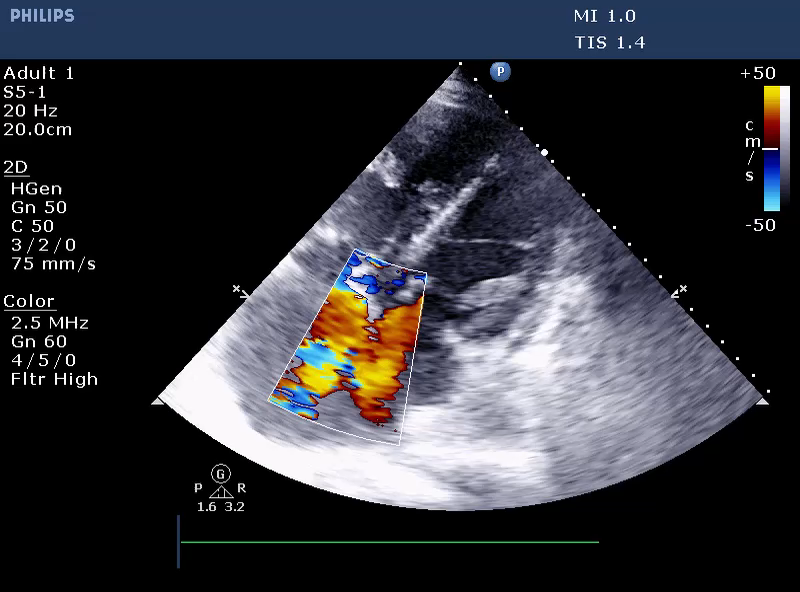 PHILIPS
MI 1.0
TIS 1.4
Adult 1
S5-1
20 Hz
20.0cm
2D
HGen
Gn 50
C 50
3/2/0
75 mm/s
Color
2.5 MHz
Gn 60
4/5/0
Fltr High
P
+50
c
m
/
s
-50
x
x
G
P R
1.6 3.2